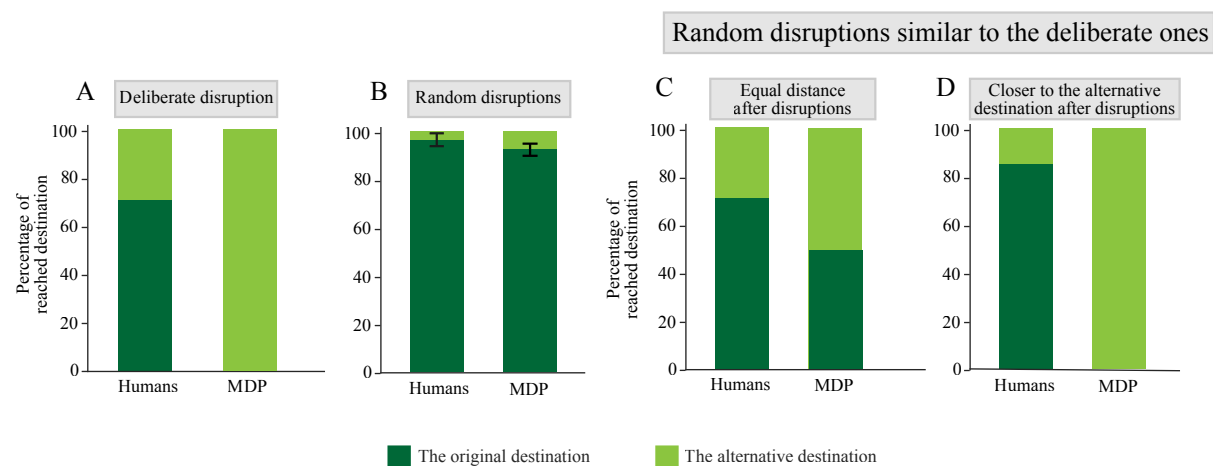 Random disruptions similar to the deliberate ones
A
Deliberate disruption
B
Random disruptions
C
Equal distance
after disruptions
D
Closer to the alternative
destination after disruptions
Percentage of
reached destination
100
80
60
40
20
0
Humans
MDP
100
80
60
40
20
0
Humans
MDP
Percentage of
reached destination
100
80
60
40
20
0
Humans
MDP
100
80
60
40
20
0
Humans
MDP
The original destination
The alternative destination